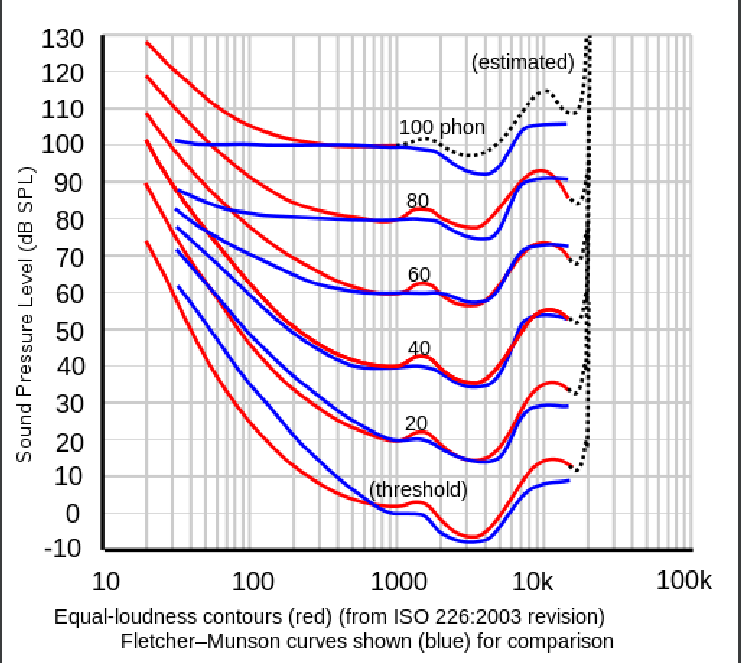 130
120
110
100
90
80
70
60
50
40
30
20
10
0
-10
Sound Pressure Level (dB SPL)
(estimated)
100 phon
80
60
40
20
(threshold)
10 100 1000 10k 100k
Equal-loudness contours (red) (from ISO 226:2003 revision)
Fletcher–Munson curves shown (blue) for comparison